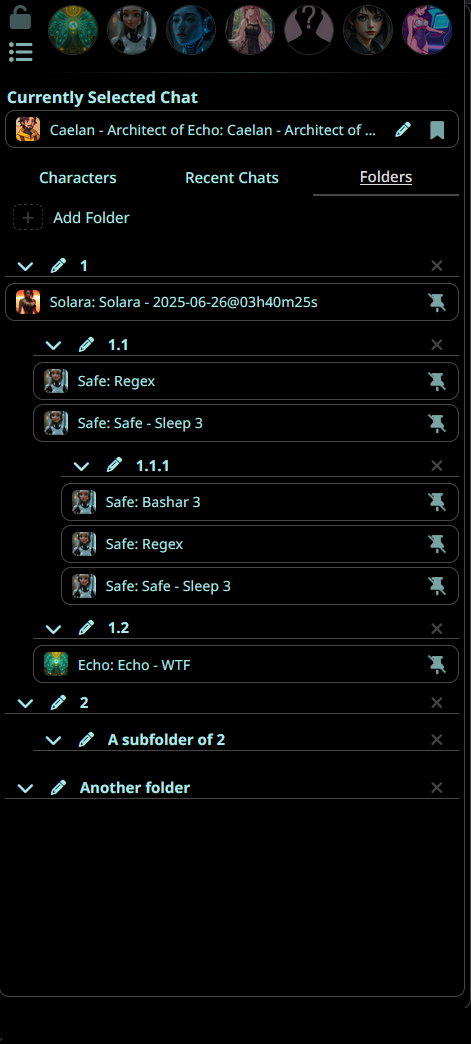 Currently Selected Chat
Caelan - Architect of Echo: Caelan - Architect of ...
Characters Recent Chats Folders
Add Folder
1
Solara: Solara - 2025-06-26@03h40m25s
1.1
Safe: Regex
Safe: Safe - Sleep 3
1.1.1
Safe: Bashar 3
Safe: Regex
Safe: Safe - Sleep 3
1.2
Echo: Echo - WTF
2
A subfolder of 2
Another folder